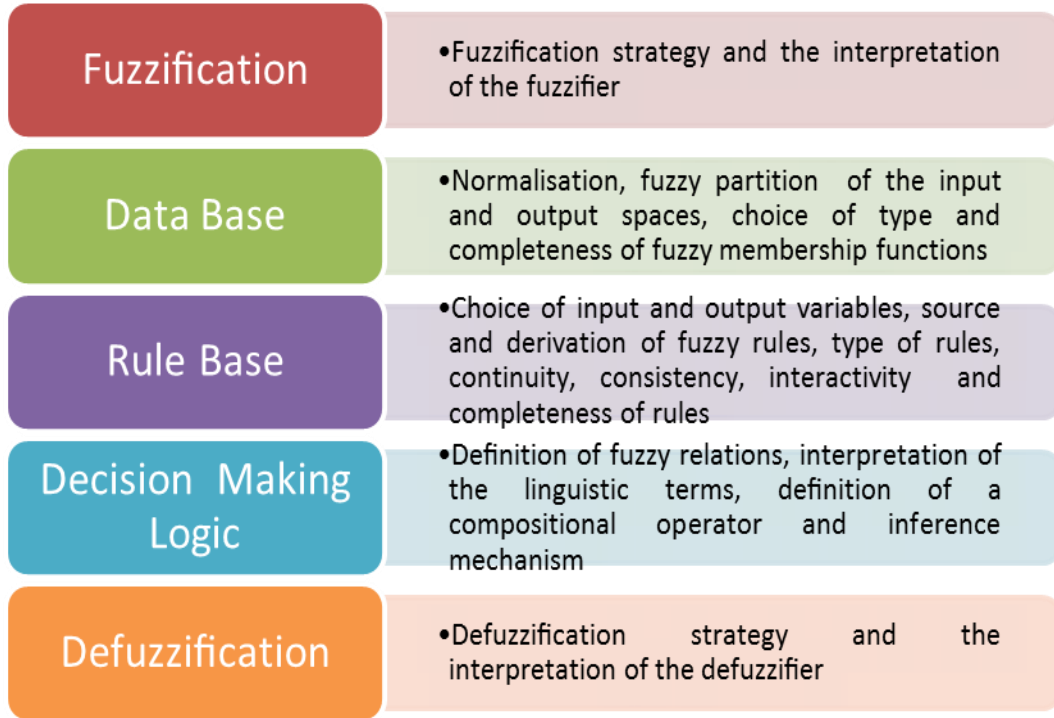 Fuzzification
•Fuzzification strategy and the interpretation
of the fuzzifier
Data Base
•Normalisation, fuzzy partition of the input
and output spaces, choice of type and
completeness of fuzzy membership functions
Rule Base
•Choice of input and output variables, source
and derivation of fuzzy rules, type of rules,
continuity, consistency, interactivity and
completeness of rules
Decision Making
Logic
•Definition of fuzzy relations, interpretation of
the linguistic terms, definition of a
compositional operator and inference
mechanism
Defuzzification
•Defuzzification strategy and the
interpretation of the defuzzifier